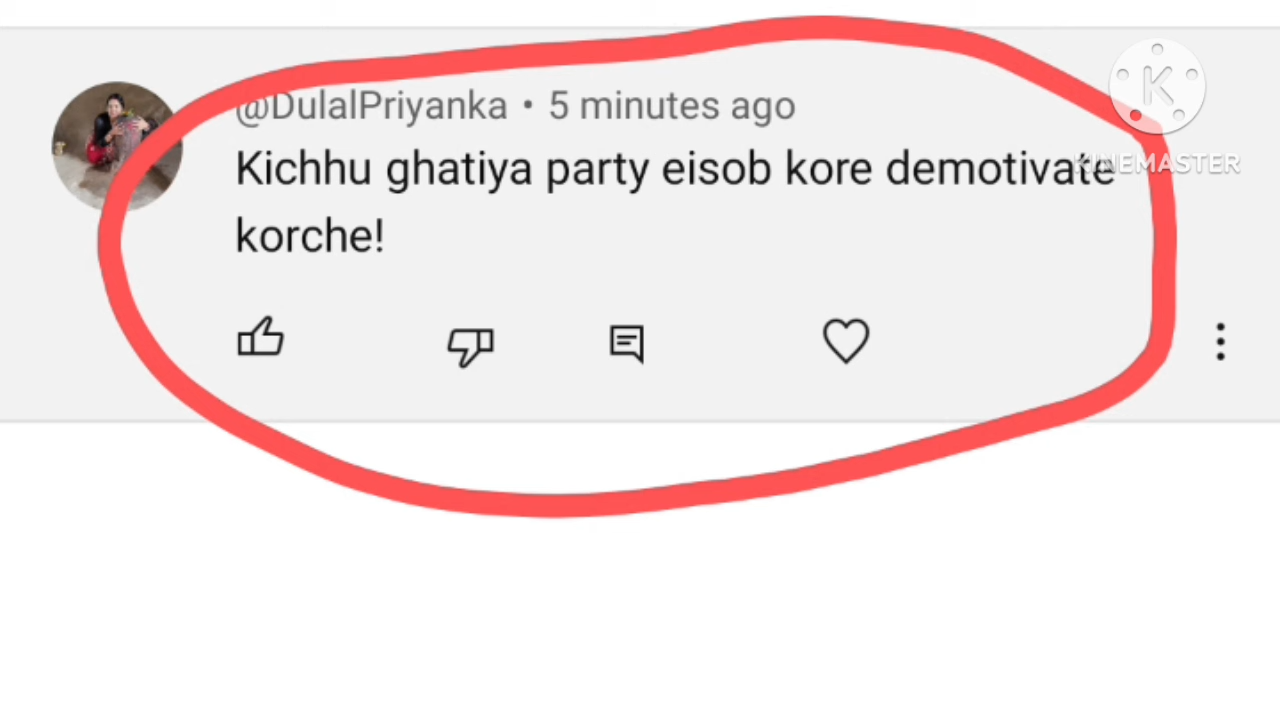 @DulalPriyanka • 5 minutes ago
Kichhu ghatiya party eisob kore demotivate
korche!
K
KINEMASTER